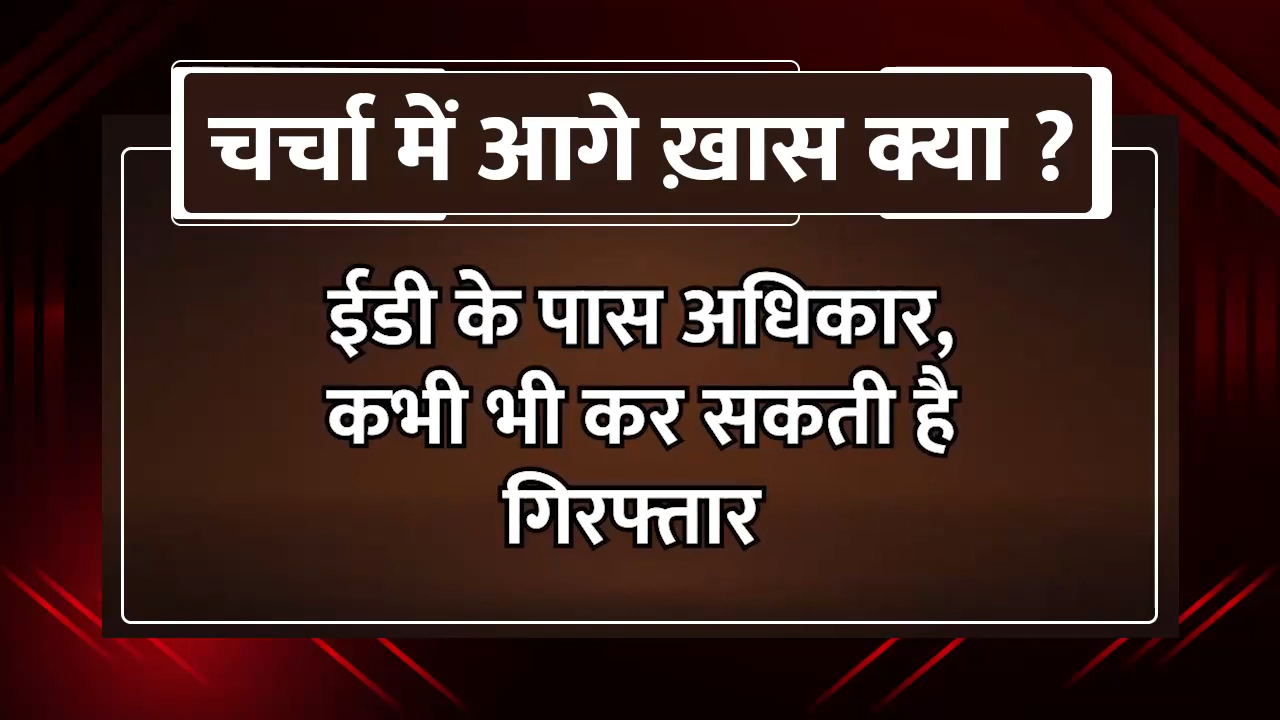 चर्चा में आगे ख़ास क्या ?
ईडी के पास अधिकार,
कभी भी कर सकती है
गिरफ्तार